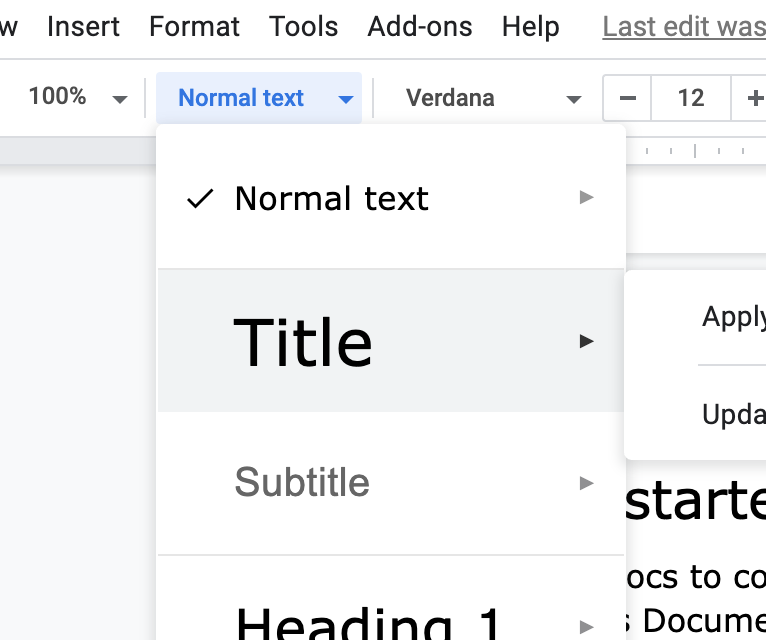 w Insert Format Tools Add-ons Help Last edit was
100% Normal text Verdana – 12 +
Normal text
Title
Apply
Upda
Subtitle
starte
Heading 1
ocs to co
s Docume